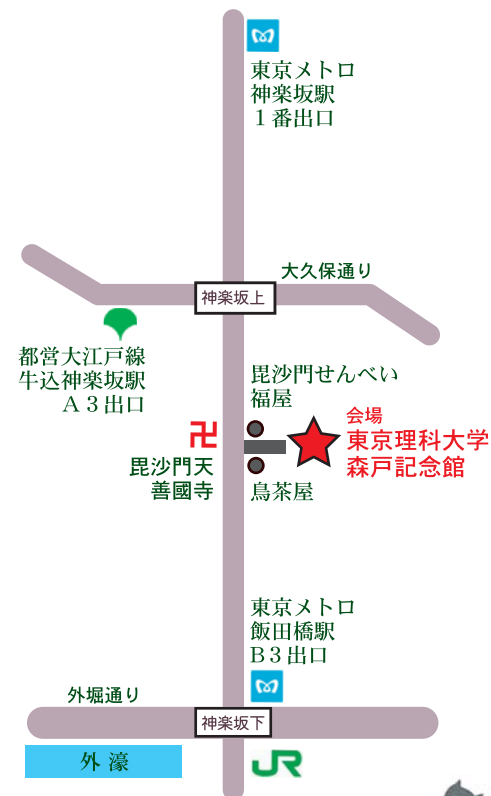 東京メトロ
神楽坂駅
１番出口
大久保通り
神楽坂上
都営大江戸線
牛込神楽坂駅
Ａ３出口
毘沙門せんべい
福屋
会場
東京理科大学
森戸記念館
卍
毘沙門天
善國寺
鳥茶屋
東京メトロ
飯田橋駅
B３出口
外堀通り
神楽坂下
外 濠
JR